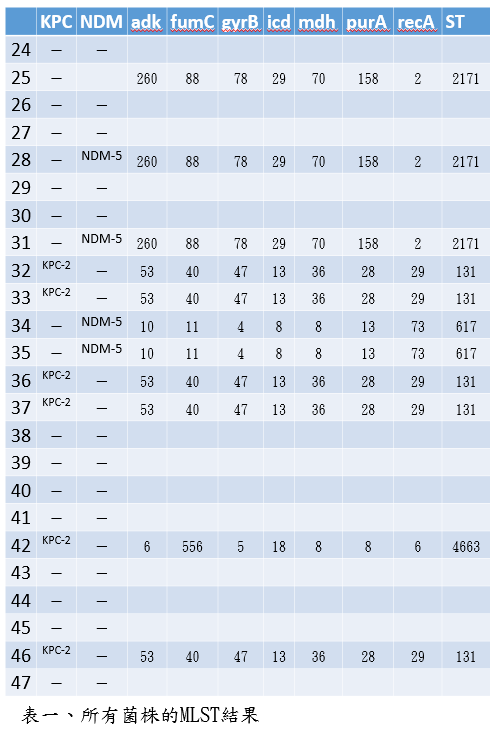 KPC NDM adk fumC gyrB icd mdh purA recA ST
24 — —
25 — 260 88 78 29 70 158 2 2171
26 — —
27 — —
28 — NDM-5 260 88 78 29 70 158 2 2171
29 — —
30 — —
31 — NDM-5 260 88 78 29 70 158 2 2171
32 KPC-2 — 53 40 47 13 36 28 29 131
33 KPC-2 — 53 40 47 13 36 28 29 131
34 — NDM-5 10 11 4 8 8 13 73 617
35 — NDM-5 10 11 4 8 8 13 73 617
36 KPC-2 — 53 40 47 13 36 28 29 131
37 KPC-2 — 53 40 47 13 36 28 29 131
38 — —
39 — —
40 — —
41 — —
42 KPC-2 — 6 556 5 18 8 8 6 4663
43 — —
44 — —
45 — —
46 KPC-2 — 53 40 47 13 36 28 29 131
47 — —
表一、所有菌株的MLST結果